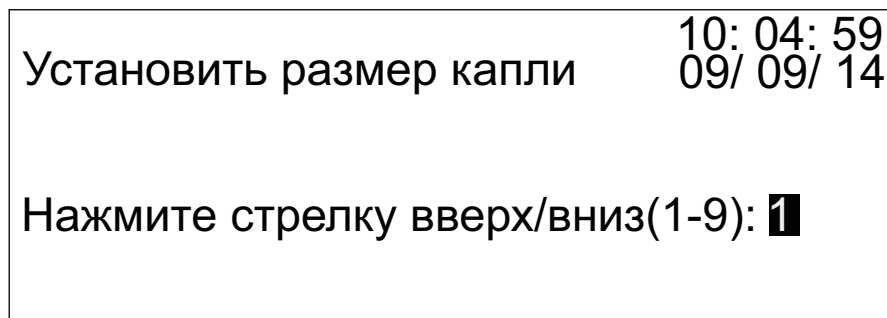 10: 04: 59
Установить размер капли 09/ 09/ 14
Нажмите стрелку вверх/вниз(1-9): 1